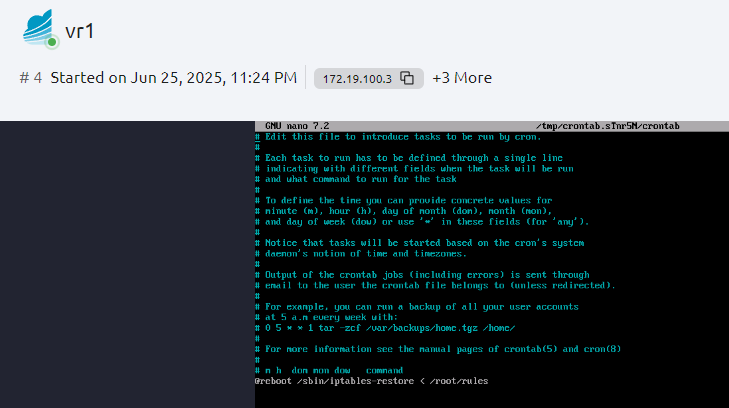 vr1
# 4 Started on Jun 25, 2025, 11:24 PM 172.19.100.3 +3 More
GNU nano 7.2 /tmp/crontab.sTnr5N/crontab
# Edit this file to introduce tasks to be run by cron.
#
# Each task to run has to be defined through a single line
# indicating with different fields when the task will be run
# and what command to run for the task
#
# To define the time you can provide concrete values for
# minute (m), hour (h), day of month (dom), month (mon),
# and day of week (dow) or use '*' in these fields (for 'any').
#
# Notice that tasks will be started based on the cron's system
# daemon's notion of time and timezones.
#
# Output of the crontab jobs (including errors) is sent through
# email to the user the crontab file belongs to (unless redirected).
#
# For example, you can run a backup of all your user accounts
# at 5 a.m every week with:
# 0 5 * * 1 tar -zcf /var/backups/home.tgz /home/
#
# For more information see the manual pages of crontab(5) and cron(8)
#
# m h  dom mon dow   command
@reboot /sbin/iptables-restore < /root/rules